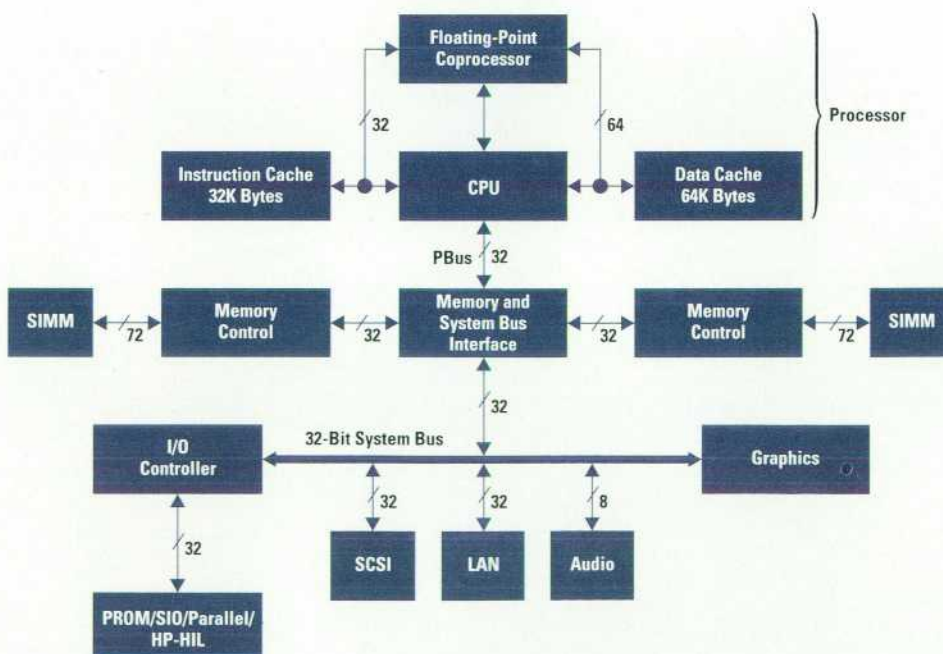 Floating-Point
Coprocessor
32
64
Processor
Instruction Cache
32K Bytes
CPU
Data Cache
64K Bytes
PBus
32
SIMM
72
Memory
Control
32
Memory and
System Bus
Interface
32
Memory
Control
72
SIMM
32
I/O
Controller
32-Bit System Bus
Graphics
32
32
32
8
SCSI
LAN
Audio
PROM/SIO/Parallel/
HP-HIL